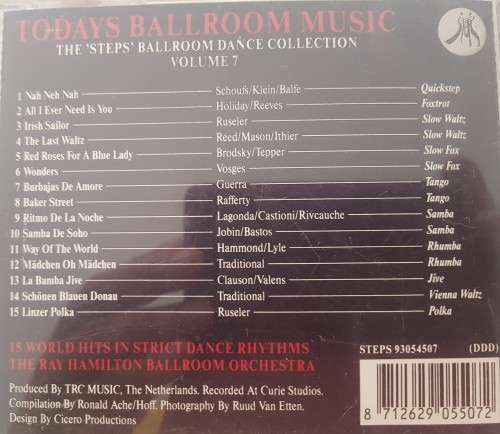 TODAYS BALLROOM MUSIC
THE 'STEPS' BALLROOM DANCE COLLECTION
VOLUME 7
1 Nah Neh Nah Schoufs/Klein/Balfe Quickstep
2 All I Ever Need Is You Holiday/Reeves Foxtrot
3 Irish Sailor Ruseler Slow Waltz
4 The Last Waltz Reed/Mason/Ithier Slow Waltz
5 Red Roses For A Blue Lady Brodsky/Tepper Slow Fox
6 Wonders Vosges Slow Fox
7 Burbajas De Amore Guerra Tango
8 Baker Street Rafferty Tango
9 Ritmo De La Noche Lagonda/Castioni/Rivcauche Samba
10 Samba De Soho Jobin/Bastos Samba
11 Way Of The World Hammond/Lyle Rhumba
12 Mädchen Oh Mädchen Traditional Rhumba
13 La Bamba Jive Clauson/Valens Jive
14 Schönen Blauen Donau Traditional Vienna Waltz
15 Linzer Polka Ruseler Polka
15 WORLD HITS IN STRICT DANCE RHYTHMS
THE RAY HAMILTON BALLROOM ORCHESTRA
STEPS 93054507 (DDD)
Produced By TRC MUSIC, The Netherlands. Recorded At Curie Studios.
Compilation By Ronald Ache/Hoff. Photography By Ruud Van Etten.
Design By Cicero Productions
8 712629 055072